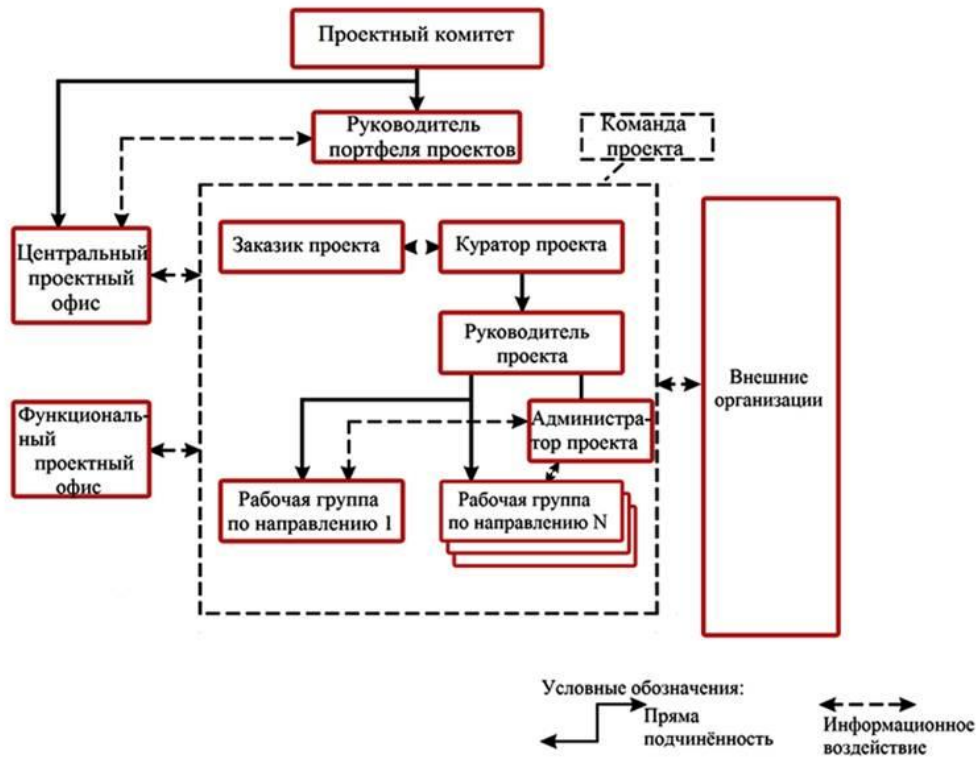 Проектный комитет
Руководитель
портфеля проектов
Команда
проекта
Заказик проекта
Куратор проекта
Центральный
проектный
офис
Руководитель
проекта
Внешние
организации
Функциональ-
ный
проектный
офис
Администра-
тор проекта
Рабочая группа
по направлению 1
Рабочая группа
по направлению N
Условные обозначения:
Пряма
подчинённость
Информационное
воздействие